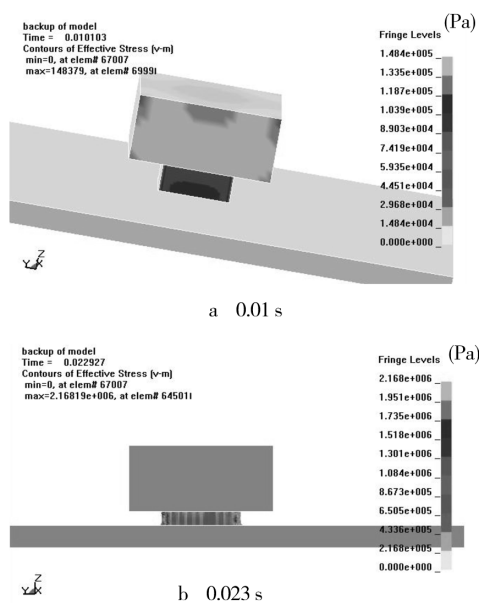 backup of model
Time = 0.010103
Contours of Effective Stress (v-m)
min=0, at elem# 67007
max=148379, at elem# 69991
Fringe Levels
(Pa)
1.484e+005
1.335e+005
1.187e+005
1.039e+005
8.903e+004
7.419e+004
5.935e+004
4.451e+004
2.968e+004
1.484e+004
0.000e+000
Z
Y X
a 0.01 s
backup of model
Time = 0.022927
Contours of Effective Stress (v-m)
min=0, at elem# 67007
max=2.16819e+006, at elem# 64501
Fringe Levels
(Pa)
2.168e+006
1.951e+006
1.735e+006
1.518e+006
1.301e+006
1.084e+006
8.673e+005
6.505e+005
4.336e+005
2.168e+005
0.000e+000
Z
Y X
b 0.023 s